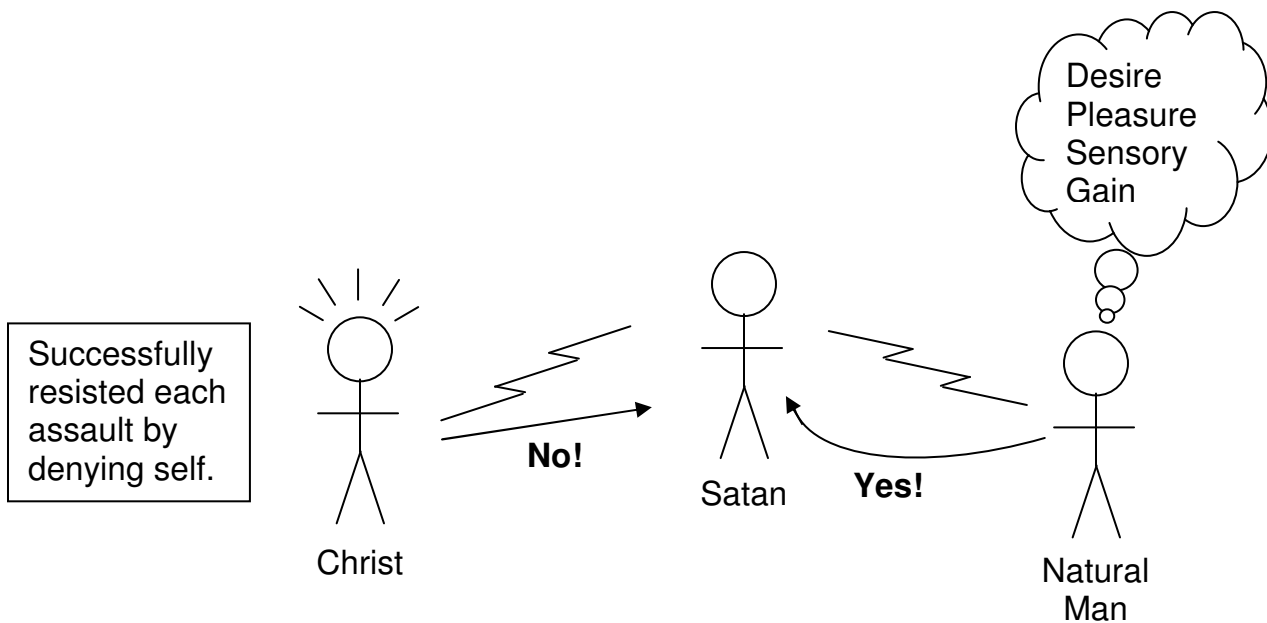 Desire
Pleasure
Sensory
Gain
Successfully
resisted each
assault by
denying self.
No!
Christ
Satan
Yes!
Natural
Man